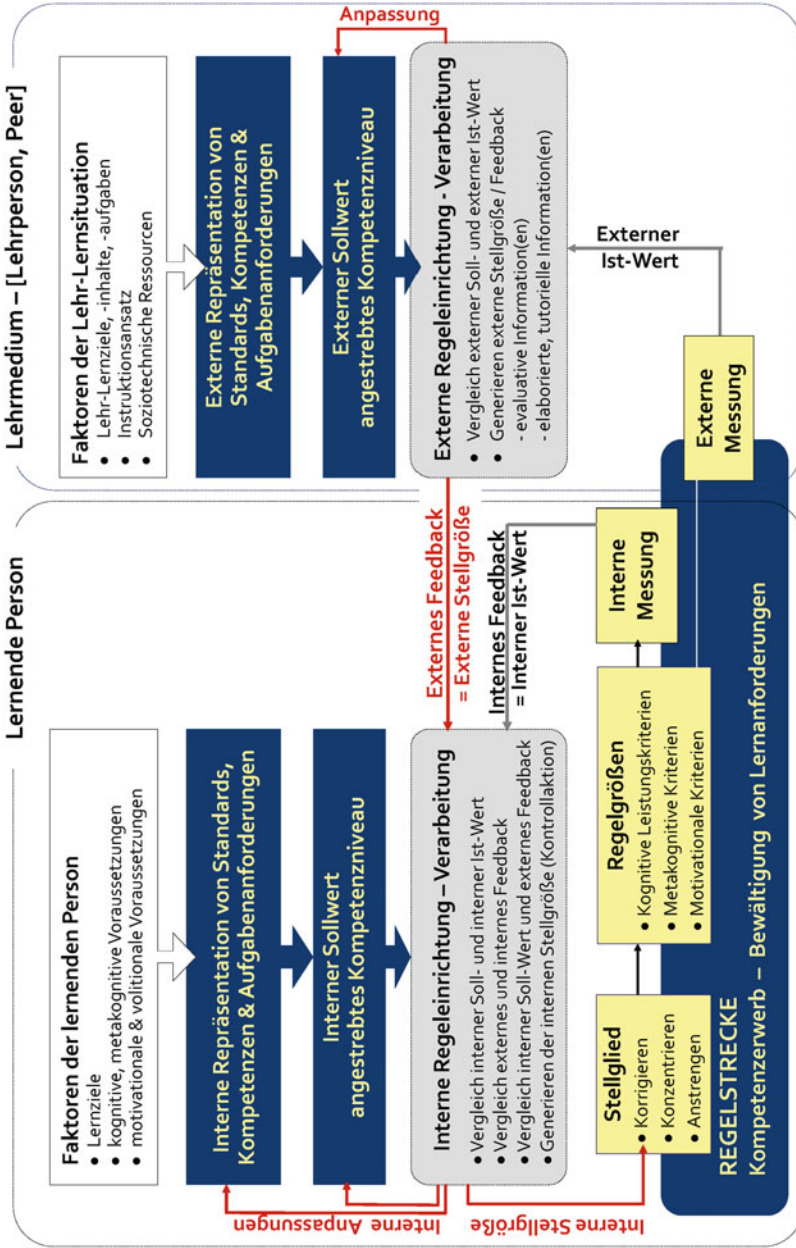 Lernende Person
Faktoren der lernenden Person
● Lernziele
● kognitive, metakognitive Voraussetzungen
● motivationale & volitionale Voraussetzungen
Interne Repräsentation von Standards,
Kompetenzen & Aufgabenanforderungen
Interner Sollwert
angestrebtes Kompetenzniveau
Interne Anpassungen
Interne Regeleinrichtung – Verarbeitung
● Vergleich interner Soll- und interner Ist-Wert
● Vergleich externes und internes Feedback
● Vergleich interner Soll-Wert und externes Feedback
● Generieren der internen Stellgröße (Kontrollaktion)
Interne Stellgröße
Externes Feedback
= Externe Stellgröße
Internes Feedback
= Interner Ist-Wert
Stellglied
● Korrigieren
● Konzentrieren
● Anstrengen
Regelgrößen
● Kognitive Leistungskriterien
● Metakognitive Kriterien
● Motivationale Kriterien
Interne
Messung
REGELSTRECKE
Kompetenzerwerb – Bewältigung von Lernanforderungen
Lehrmedium – [Lehrperson, Peer]
Faktoren der Lehr-Lernsituation
● Lehr-Lernziele, -inhalte, -aufgaben
● Instruktionsansatz
● Soziotechnische Ressourcen
Externe Repräsentation von
Standards, Kompetenzen &
Aufgabenanforderungen
Externer Sollwert
angestrebtes Kompetenzniveau
Anpassung
Externe Regeleinrichtung - Verarbeitung
● Vergleich externer Soll- und externer Ist-Wert
● Generieren externe Stellgröße / Feedback
- evaluative Information(en)
- elaborierte, tutorielle Information(en)
Externer
Ist-Wert
Externe
Messung